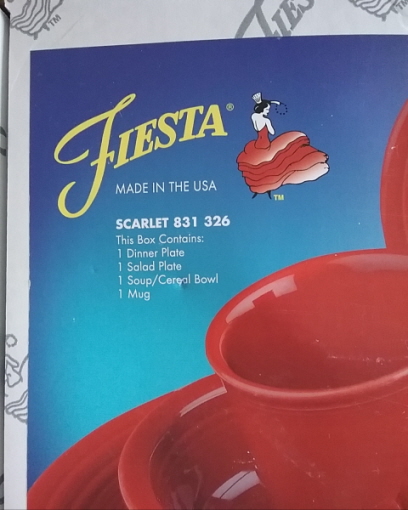 FIESTA®
MADE IN THE USA
TM
SCARLET 831 326
This Box Contains:
1 Dinner Plate
1 Salad Plate
1 Soup/Cereal Bowl
1 Mug
TM